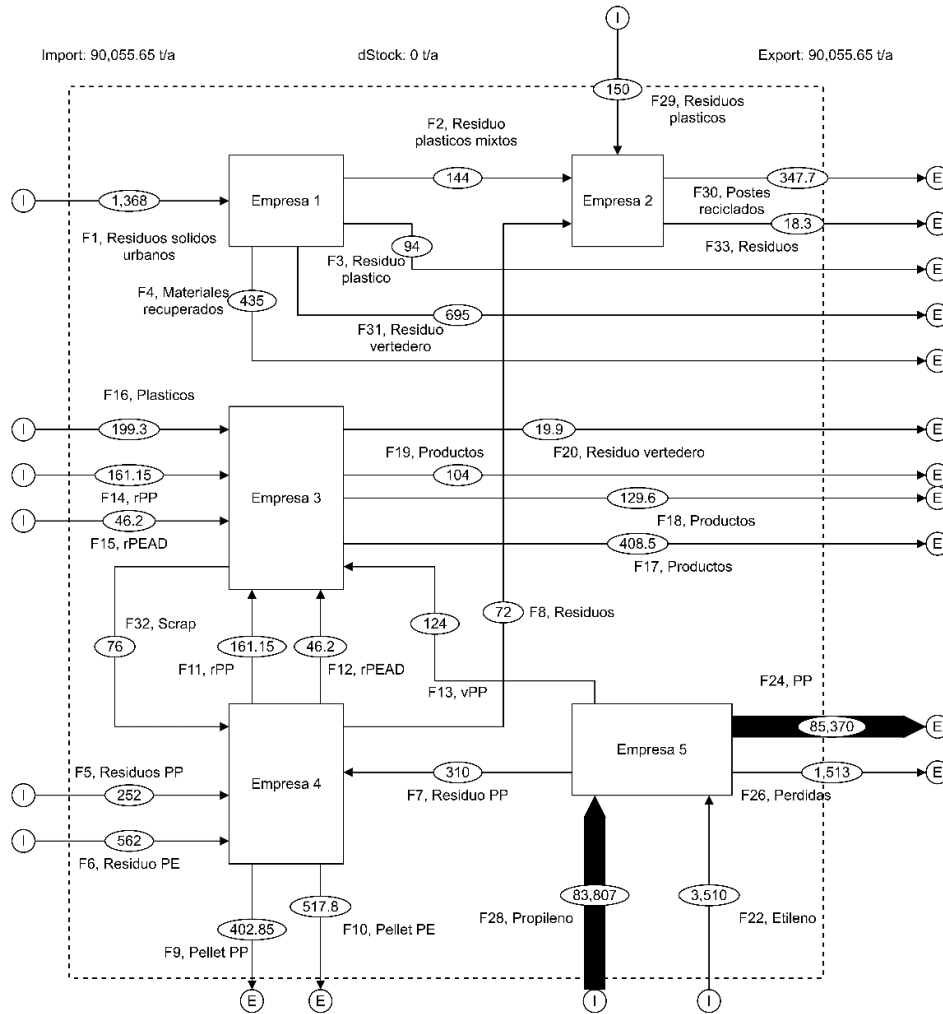 I
Import: 90,055.65 t/a
dStock: 0 t/a
Export: 90,055.65 t/a
150
F29, Residuos
plasticos
F2, Residuo
plasticos mixtos
I
1,368
Empresa 1
144
Empresa 2
347.7
E
F30, Postes
reciclados
18.3
E
F33, Residuos
F1, Residuos solidos
urbanos
F3, Residuo
plastico
94
E
F4, Materiales
recuperados
435
695
E
F31, Residuo
vertedero
E
F16, Plasticos
I
199.3
19.9
E
F19, Productos
F20, Residuo vertedero
I
161.15
Empresa 3
104
E
F14, rPP
129.6
E
F18, Productos
I
46.2
F15, rPEAD
408.5
E
F17, Productos
F32, Scrap
76
161.15
46.2
124
72
F8, Residuos
F11, rPP
F12, rPEAD
F13, vPP
F24, PP
85,370
E
Empresa 5
F5, Residuos PP
I
252
Empresa 4
310
F7, Residuo PP
1,513
E
F26, Perdidas
I
562
F6, Residuo PE
402.85
F9, Pellet PP
517.8
F10, Pellet PE
83,807
F28, Propileno
3,510
F22, Etileno
E
E
I
I